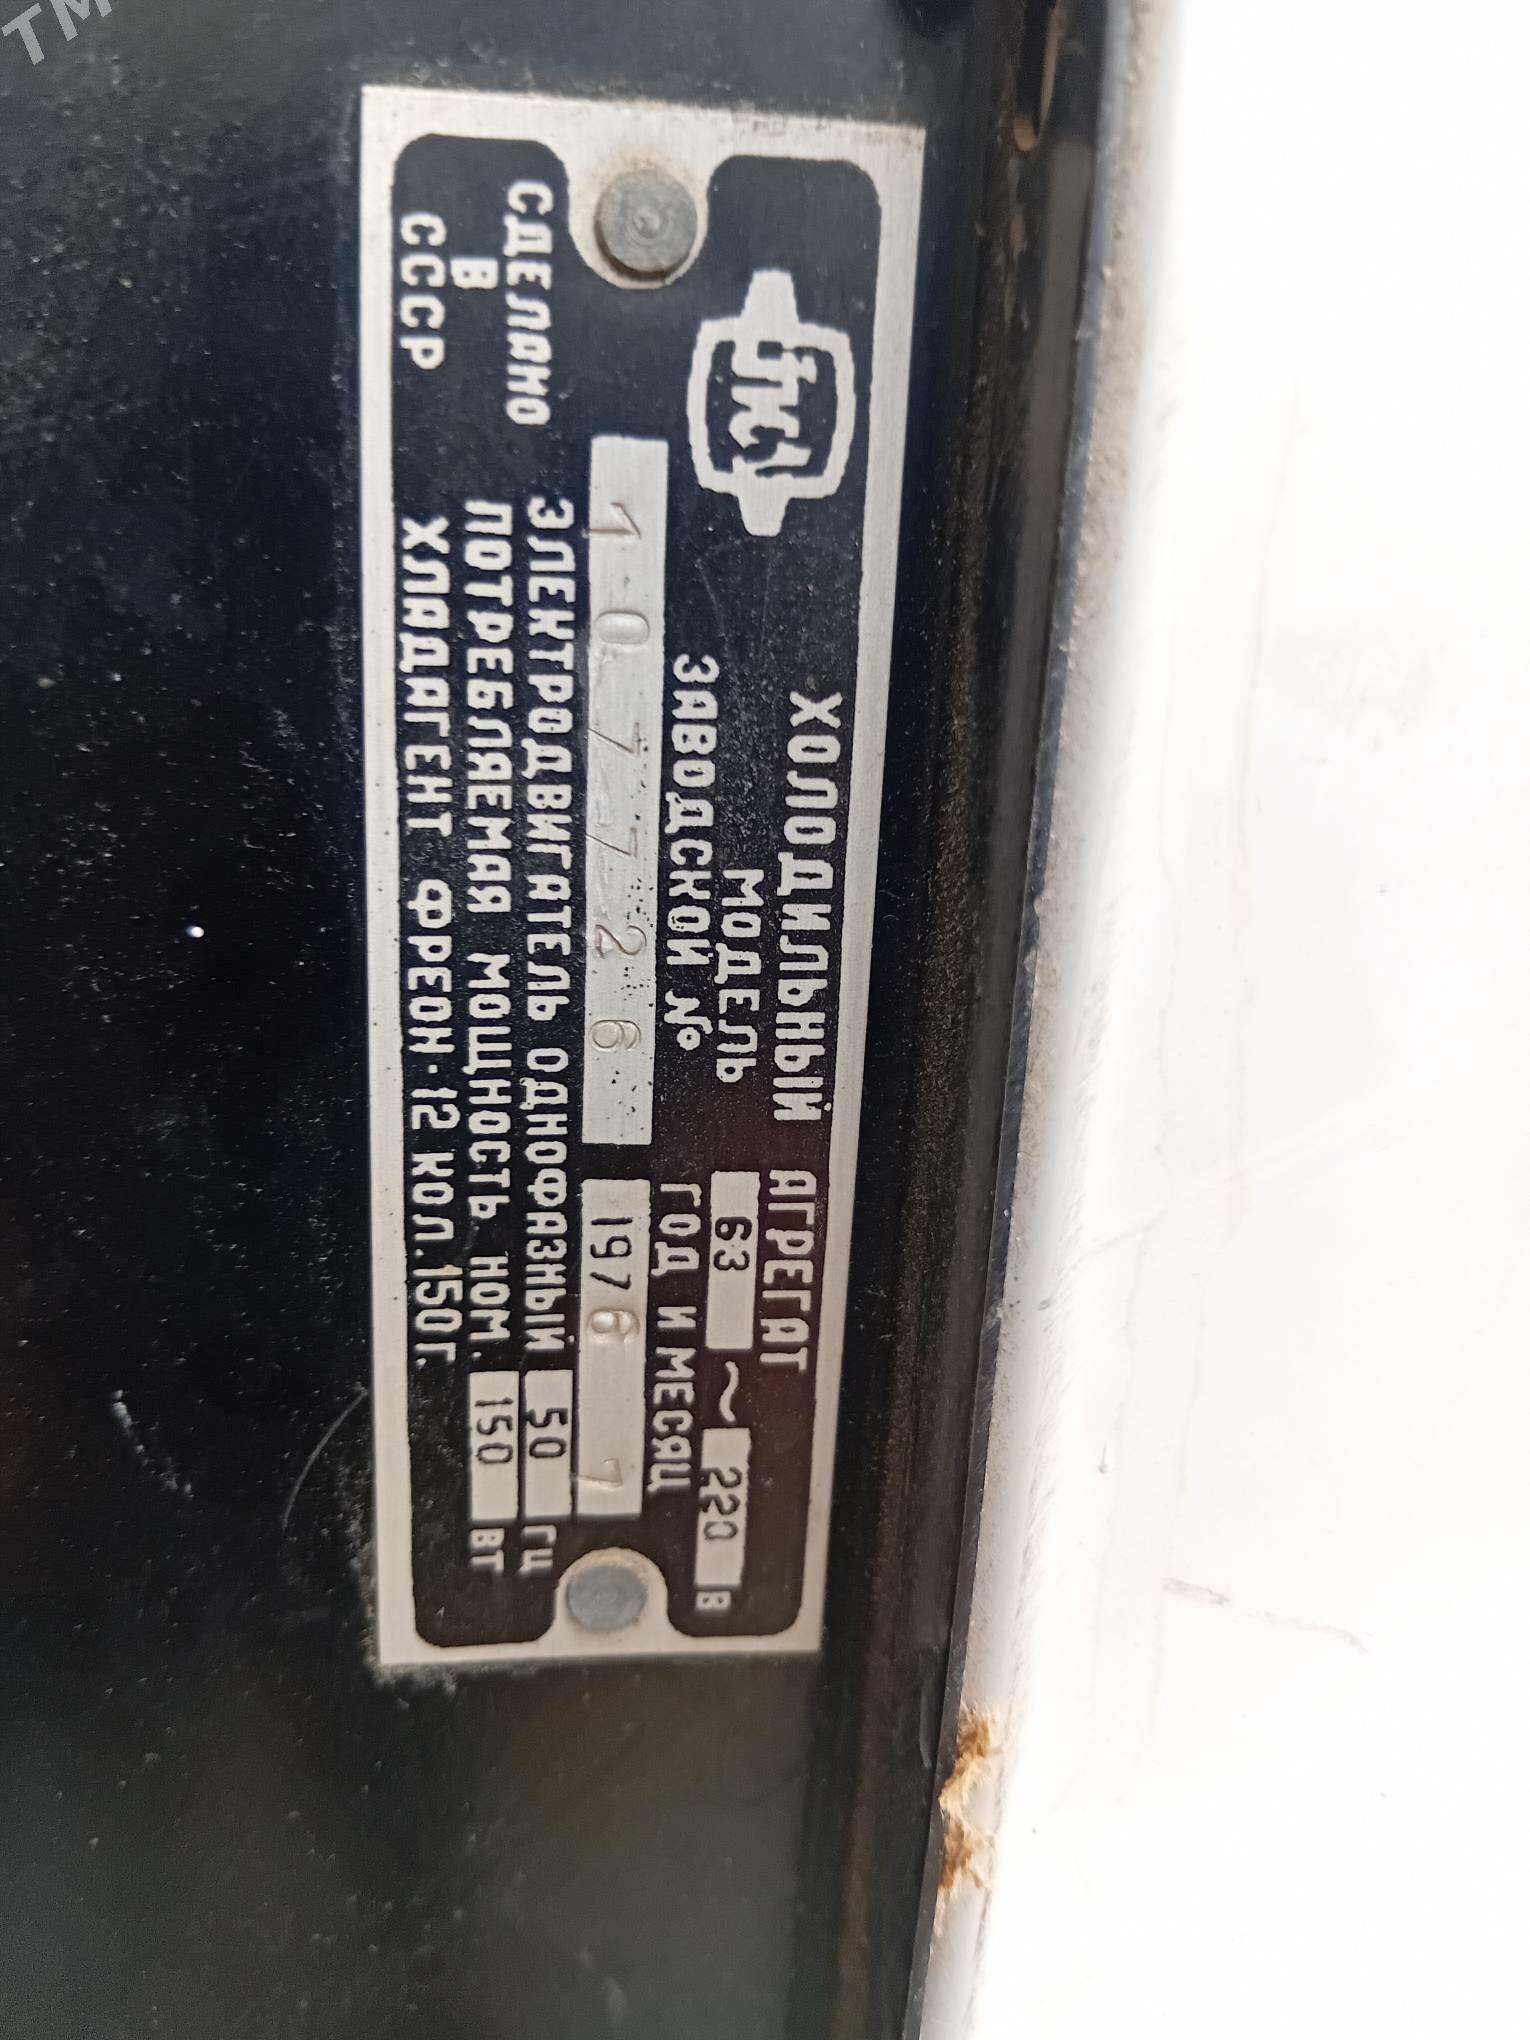 ХОЛОДИЛЬНЫЙ АГРЕГАТ
МОДЕЛЬ 63 ~ 220 В
ЗАВОДСКОЙ № ГОД И МЕСЯЦ
107726 1976 7
СДЕЛАНО
В
СССР
ЭЛЕКТРОДВИГАТЕЛЬ ОДНОФАЗНЫЙ 50 ГЦ
ПОТРЕБЛЯЕМАЯ МОЩНОСТЬ НОМ. 150 ВТ
ХЛАДАГЕНТ ФРЕОН-12 КОЛ. 150 Г.